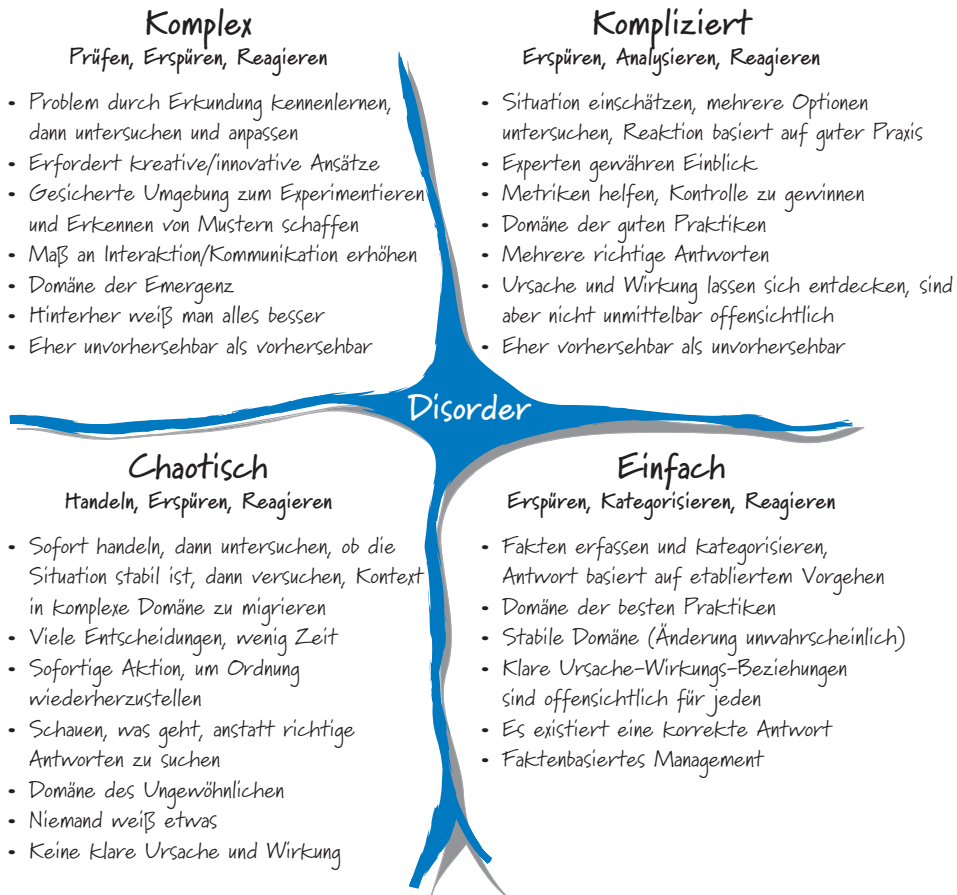 Komplex
Prüfen, Erspüren, Reagieren
• Problem durch Erkundung kennenlernen,
dann untersuchen und anpassen
• Erfordert kreative/innovative Ansätze
• Gesicherte Umgebung zum Experimentieren
und Erkennen von Mustern schaffen
• Maß an Interaktion/Kommunikation erhöhen
• Domäne der Emergenz
• Hinterher weiß man alles besser
• Eher unvorhersehbar als vorhersehbar
Kompliziert
Erspüren, Analysieren, Reagieren
• Situation einschätzen, mehrere Optionen
untersuchen, Reaktion basiert auf guter Praxis
• Experten gewähren Einblick
• Metriken helfen, Kontrolle zu gewinnen
• Domäne der guten Praktiken
• Mehrere richtige Antworten
• Ursache und Wirkung lassen sich entdecken, sind
aber nicht unmittelbar offensichtlich
• Eher vorhersehbar als unvorhersehbar
Disorder
Chaotisch
Handeln, Erspüren, Reagieren
• Sofort handeln, dann untersuchen, ob die
Situation stabil ist, dann versuchen, Kontext
in komplexe Domäne zu migrieren
• Viele Entscheidungen, wenig Zeit
• Sofortige Aktion, um Ordnung
wiederherzustellen
• Schauen, was geht, anstatt richtige
Antworten zu suchen
• Domäne des Ungewöhnlichen
• Niemand weiß etwas
• Keine klare Ursache und Wirkung
Einfach
Erspüren, Kategorisieren, Reagieren
• Fakten erfassen und kategorisieren,
Antwort basiert auf etabliertem Vorgehen
• Domäne der besten Praktiken
• Stabile Domäne (Änderung unwahrscheinlich)
• Klare Ursache-Wirkungs-Beziehungen
sind offensichtlich für jeden
• Es existiert eine korrekte Antwort
• Faktenbasiertes Management